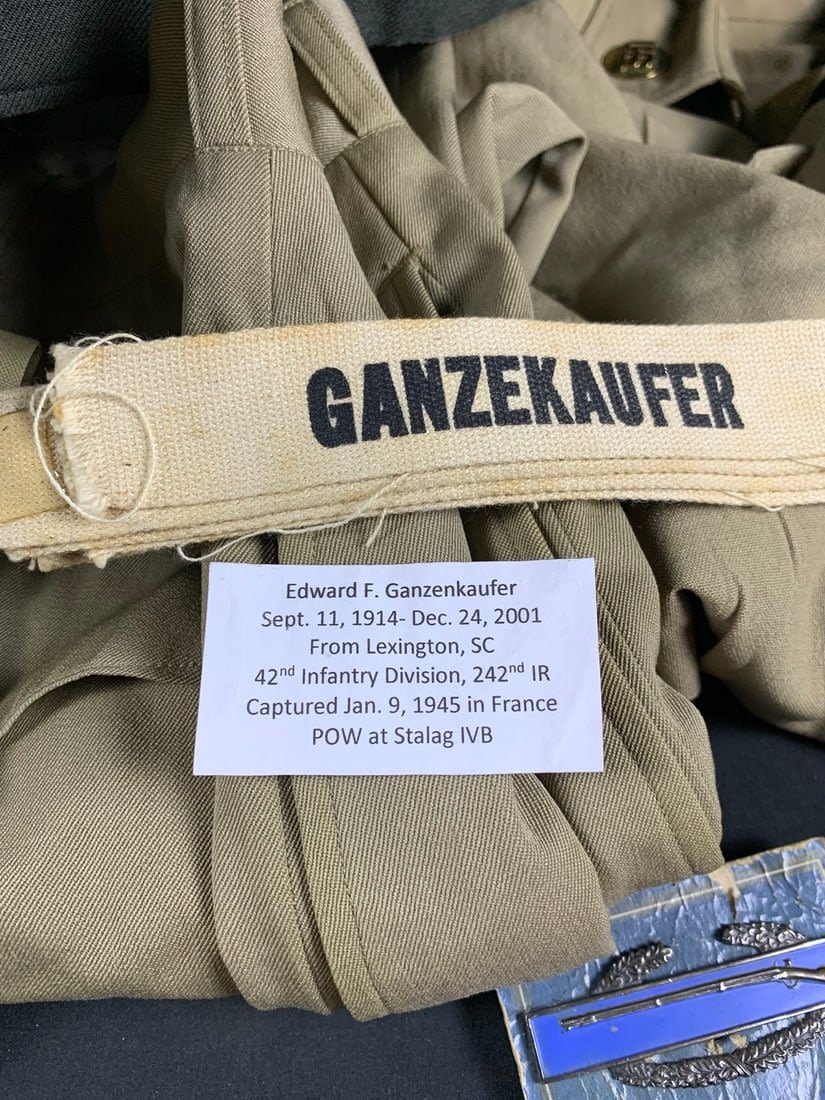 GANZEKAUFER
Edward F. Ganzenkaufer
Sept. 11, 1914- Dec. 24, 2001
From Lexington, SC
42nd Infantry Division, 242nd IR
Captured Jan. 9, 1945 in France
POW at Stalag IVB